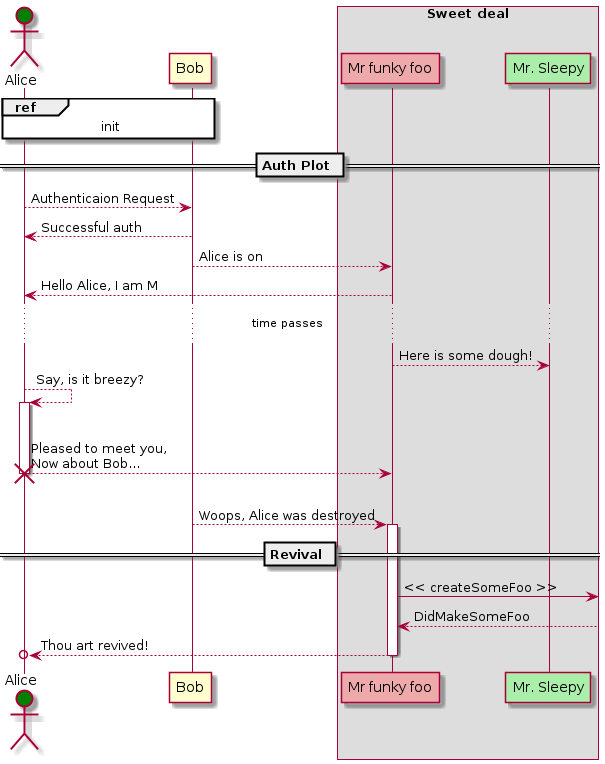 Sweet deal
Alice
Bob
Mr funky foo
Mr. Sleepy
ref
init
Auth Plot
Authenticaion Request
Successful auth
Alice is on
Hello Alice, I am M
time passes
Here is some dough!
Say, is it breezy?
Pleased to meet you,
Now about Bob...
Woops, Alice was destroyed
Revival
<< createSomeFoo >>
DidMakeSomeFoo
Thou art revived!
Alice
Bob
Mr funky foo
Mr. Sleepy